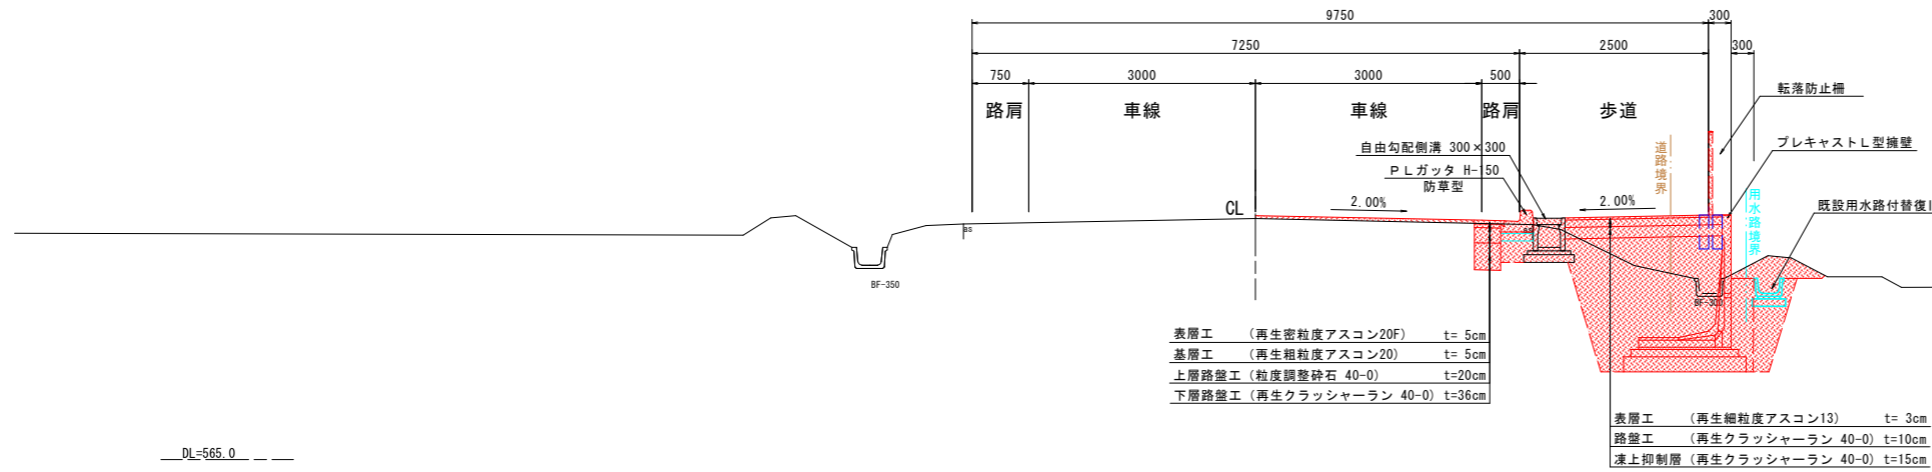 9750
300
7250
2500
300
750
3000
3000
500
転落防止柵
路肩
車線
車線
路肩
歩道
プレキャストL型擁壁
自由勾配側溝 300×300
道路境界
PLガッタ H-150
防草型
用水路境界
2.00%
2.00%
CL
既設用水路付替復
BS
BS
BF-350
BF-300
表層工 (再生密粒度アスコン20F) t= 5cm
基層工 (再生粗粒度アスコン20) t= 5cm
上層路盤工 (粒度調整砕石 40-0) t=20cm
下層路盤工 (再生クラッシャーラン 40-0) t=36cm
表層工 (再生細粒度アスコン13) t= 3cm
路盤工 (再生クラッシャーラン 40-0) t=10cm
凍上抑制層 (再生クラッシャーラン 40-0) t=15cm
DL=565.0